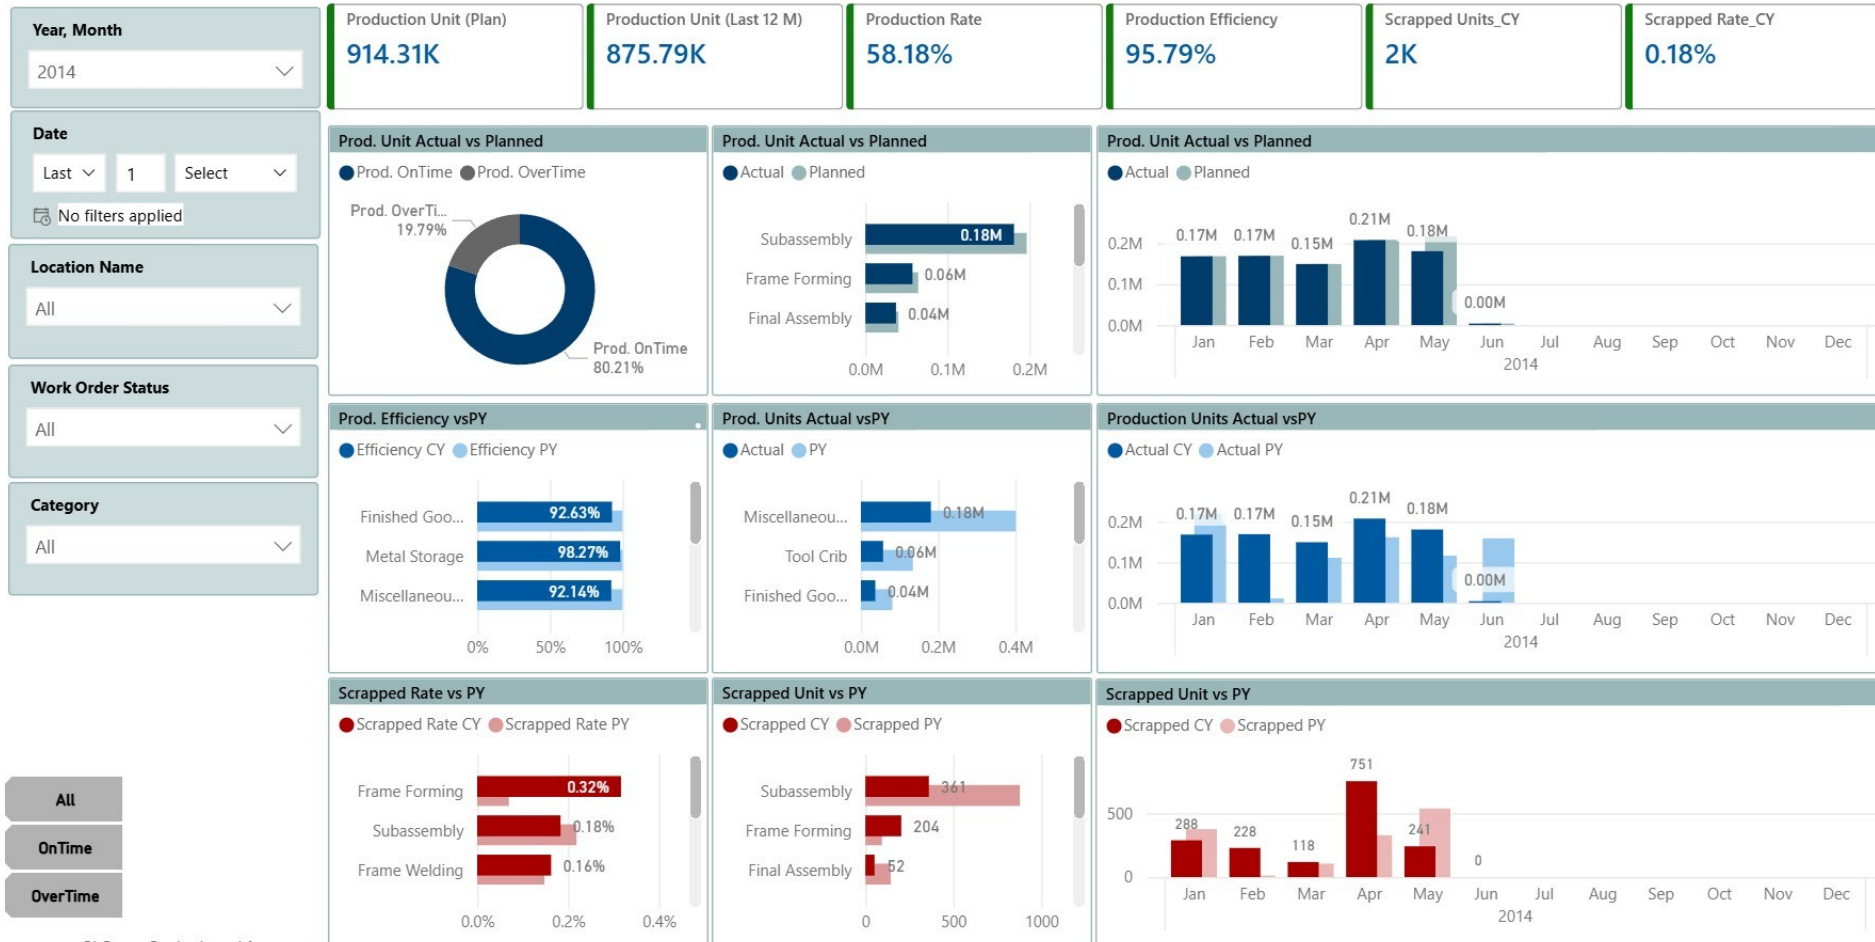 Year, Month
2014
Date
Last 1 Select
No filters applied
Location Name
All
Work Order Status
All
Category
All
All
OnTime
OverTime
Production Unit (Plan)
914.31K
Production Unit (Last 12 M)
875.79K
Production Rate
58.18%
Production Efficiency
95.79%
Scrapped Units_CY
2K
Scrapped Rate_CY
0.18%
Prod. Unit Actual vs Planned
Prod. OnTime Prod. OverTime
Prod. OverTi...
19.79%
Prod. OnTime
80.21%
Prod. Unit Actual vs Planned
Actual Planned
Subassembly 0.18M
Frame Forming 0.06M
Final Assembly 0.04M
0.0M 0.1M 0.2M
Prod. Unit Actual vs Planned
Actual Planned
0.17M 0.17M 0.15M 0.21M 0.18M 0.00M
0.2M
0.1M
0.0M
Jan Feb Mar Apr May Jun Jul Aug Sep Oct Nov Dec
2014
Prod. Efficiency vsPY
Efficiency CY Efficiency PY
Finished Goo... 92.63%
Metal Storage 98.27%
Miscellaneou... 92.14%
0% 50% 100%
Prod. Units Actual vsPY
Actual PY
Miscellaneou... 0.18M
Tool Crib 0.06M
Finished Goo... 0.04M
0.0M 0.2M 0.4M
Production Units Actual vsPY
Actual CY Actual PY
0.17M 0.17M 0.15M 0.21M 0.18M 0.00M
0.2M
0.1M
0.0M
Jan Feb Mar Apr May Jun Jul Aug Sep Oct Nov Dec
2014
Scrapped Rate vs PY
Scrapped Rate CY Scrapped Rate PY
Frame Forming 0.32%
Subassembly 0.18%
Frame Welding 0.16%
0.0% 0.2% 0.4%
Scrapped Unit vs PY
Scrapped CY Scrapped PY
Subassembly 361
Frame Forming 204
Final Assembly 52
0 500 1000
Scrapped Unit vs PY
Scrapped CY Scrapped PY
288 228 118 751 241 0
500
0
Jan Feb Mar Apr May Jun Jul Aug Sep Oct Nov Dec
2014